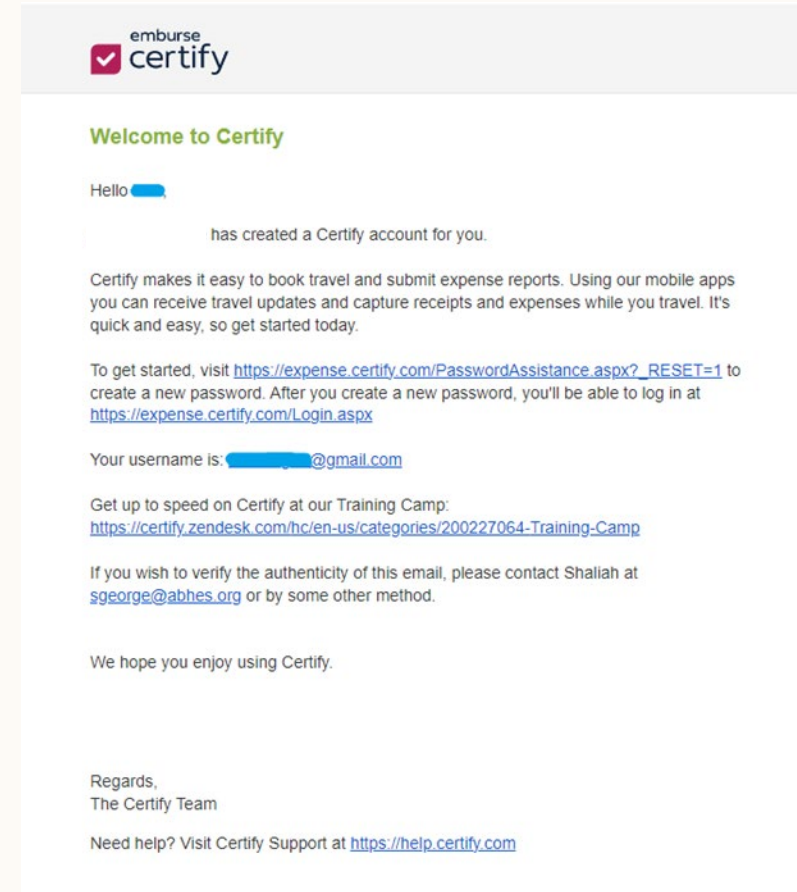 emburse
certify
Welcome to Certify
Hello
has created a Certify account for you.
Certify makes it easy to book travel and submit expense reports. Using our mobile apps
you can receive travel updates and capture receipts and expenses while you travel. It's
quick and easy, so get started today.
To get started, visit https://expense.certify.com/PasswordAssistance.aspx?_RESET=1 to
create a new password. After you create a new password, you'll be able to log in at
https://expense.certify.com/Login.aspx
Your username is: @gmail.com
Get up to speed on Certify at our Training Camp:
https://certify.zendesk.com/hc/en-us/categories/200227064-Training-Camp
If you wish to verify the authenticity of this email, please contact Shaliah at
sgeorge@abhes.org or by some other method.
We hope you enjoy using Certify.
Regards,
The Certify Team
Need help? Visit Certify Support at https://help.certify.com